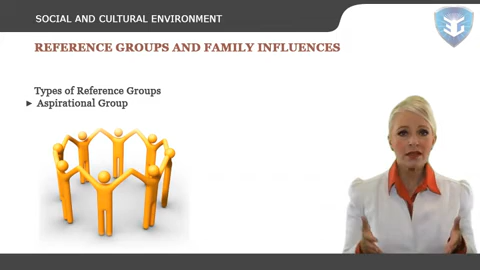 SOCIAL AND CULTURAL ENVIRONMENT
REFERENCE GROUPS AND FAMILY INFLUENCES
Types of Reference Groups
► Aspirational Group